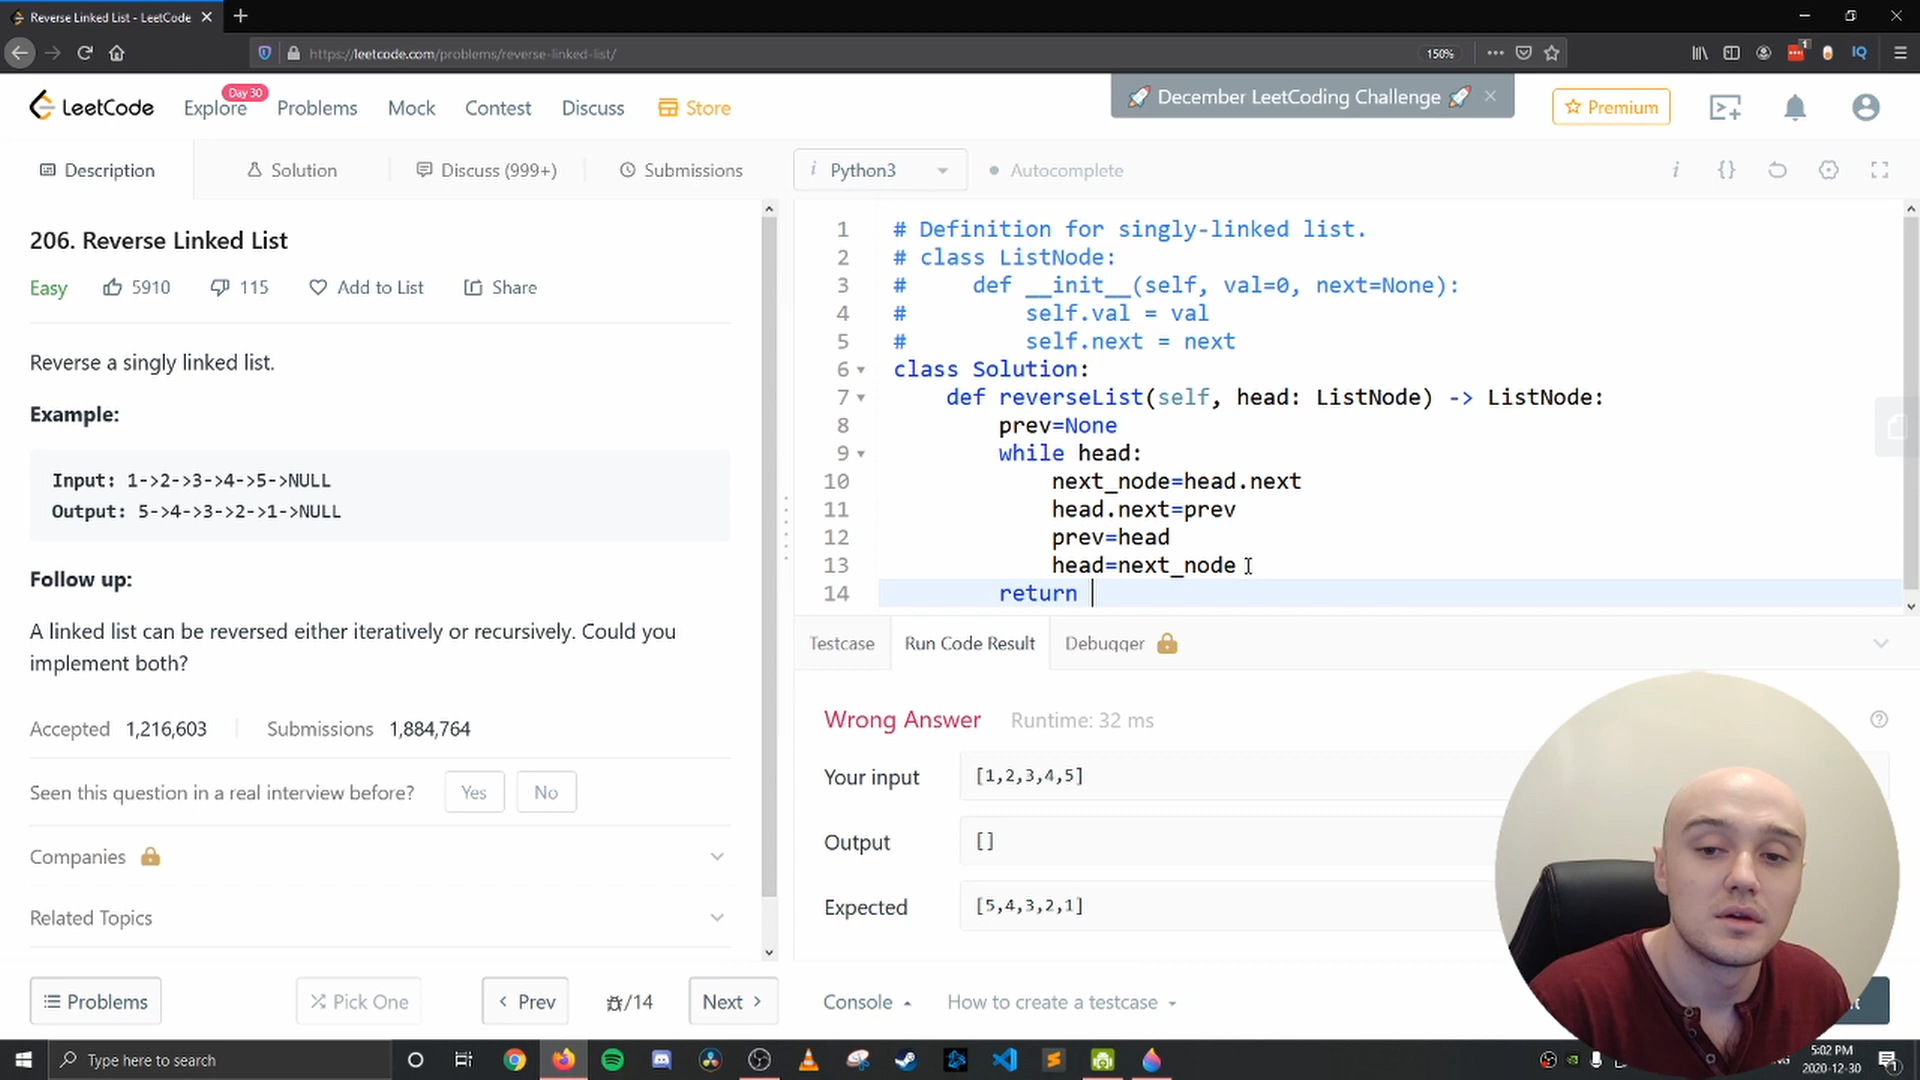 Reverse Linked List - LeetCode
https://leetcode.com/problems/reverse-linked-list/
150%
1
IQ
LeetCode
Explore
Day 30
Problems
Mock
Contest
Discuss
Store
🚀 December LeetCoding Challenge 🚀
Premium
Description
Solution
Discuss (999+)
Submissions
206. Reverse Linked List
Easy
5910
115
Add to List
Share
Reverse a singly linked list.
Example:
Input: 1->2->3->4->5->NULL
Output: 5->4->3->2->1->NULL
Follow up:
A linked list can be reversed either iteratively or recursively. Could you
implement both?
Accepted 1,216,603 Submissions 1,884,764
Seen this question in a real interview before? Yes No
Companies
Related Topics
Problems
Pick One
Prev
/14
Next
i Python3
Autocomplete
i {}
1 # Definition for singly-linked list.
2 # class ListNode:
3 #     def __init__(self, val=0, next=None):
4 #         self.val = val
5 #         self.next = next
6 class Solution:
7     def reverseList(self, head: ListNode) -> ListNode:
8         prev=None
9         while head:
10             next_node=head.next
11             head.next=prev
12             prev=head
13             head=next_node
14         return
Testcase
Run Code Result
Debugger
Wrong Answer Runtime: 32 ms
Your input [1,2,3,4,5]
Output []
Expected [5,4,3,2,1]
Console
How to create a testcase
Type here to search
5:02 PM
2020-12-30
1